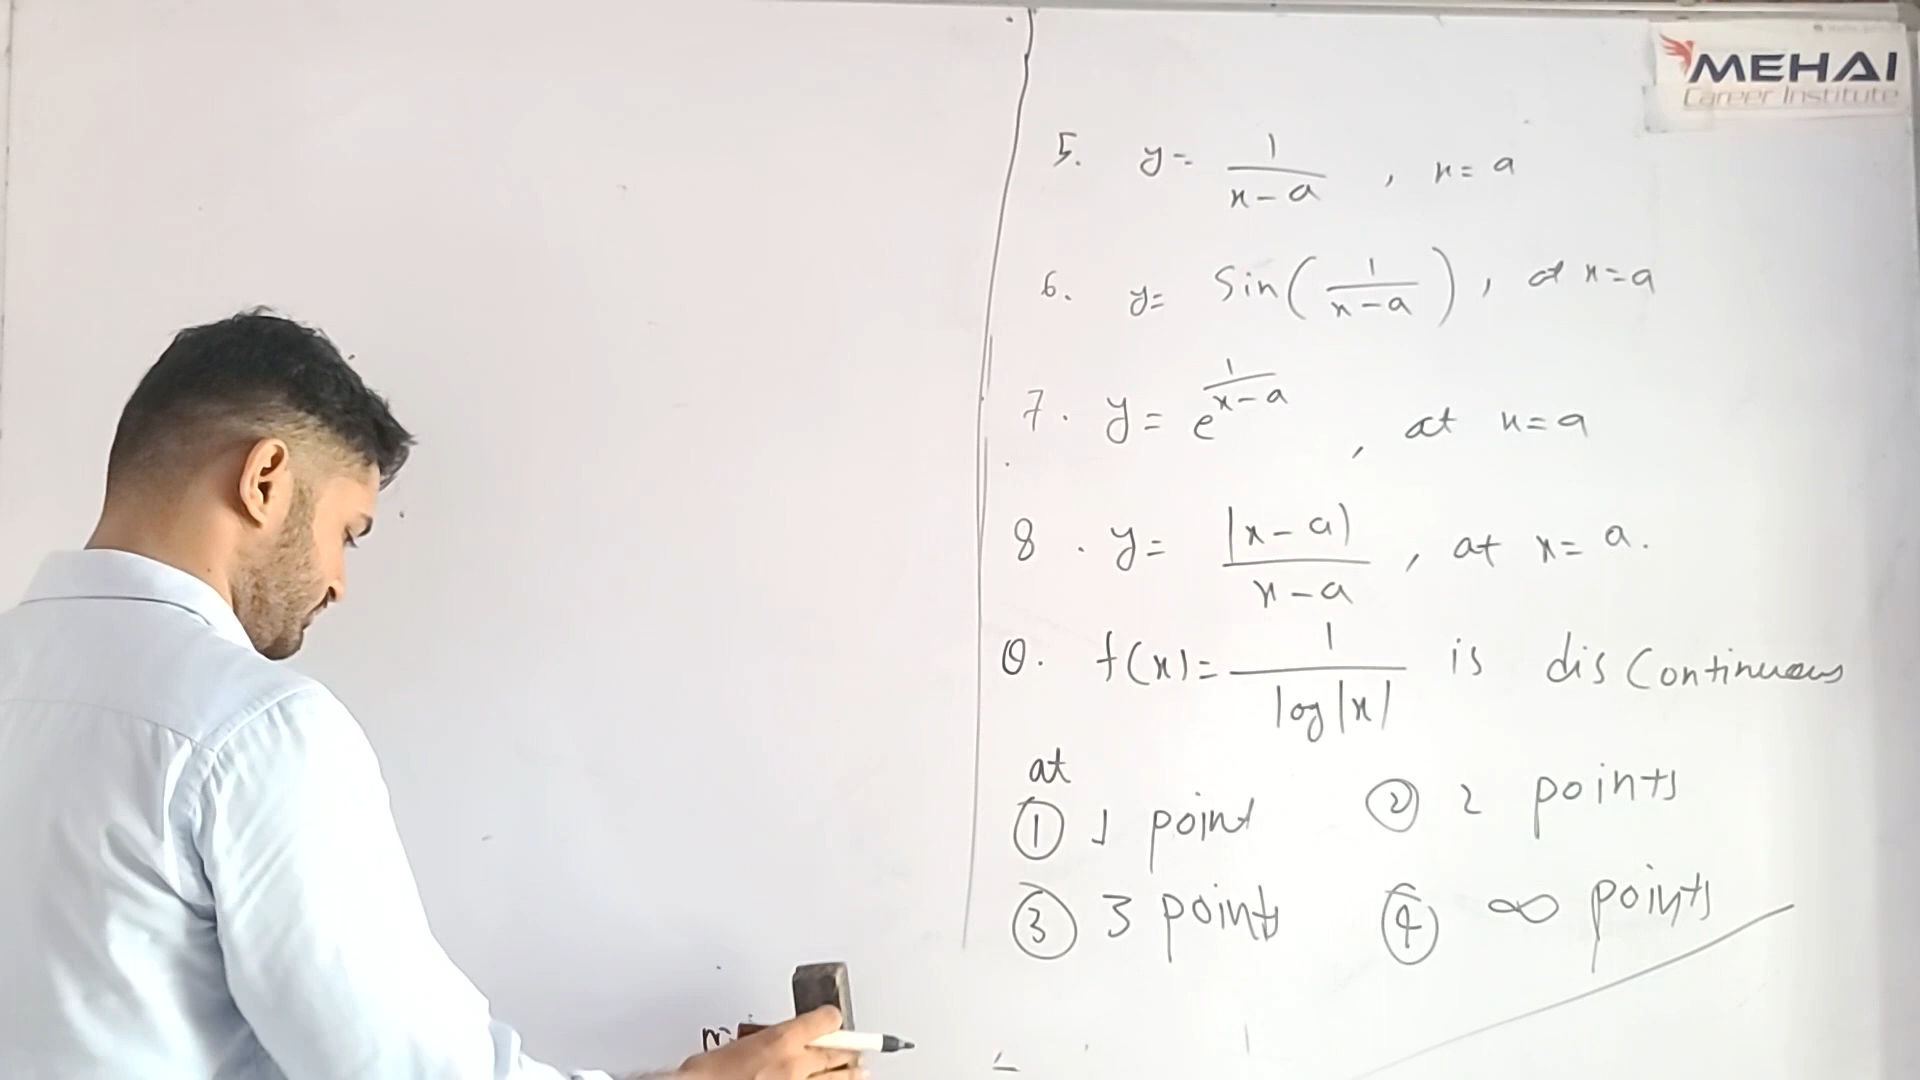 MEHAI
Career Institute
5. y = 1/(x-a) , x = a
6. y = Sin(1/(x-a)) , at x=a
7. y = e^(1/(x-a)) , at x=a
8. y = |x-a|/(x-a) , at x = a.
Q. f(x) = 1/log|x| is discontinuous
at
① 1 point ② 2 points
③ 3 points ④ ∞ points